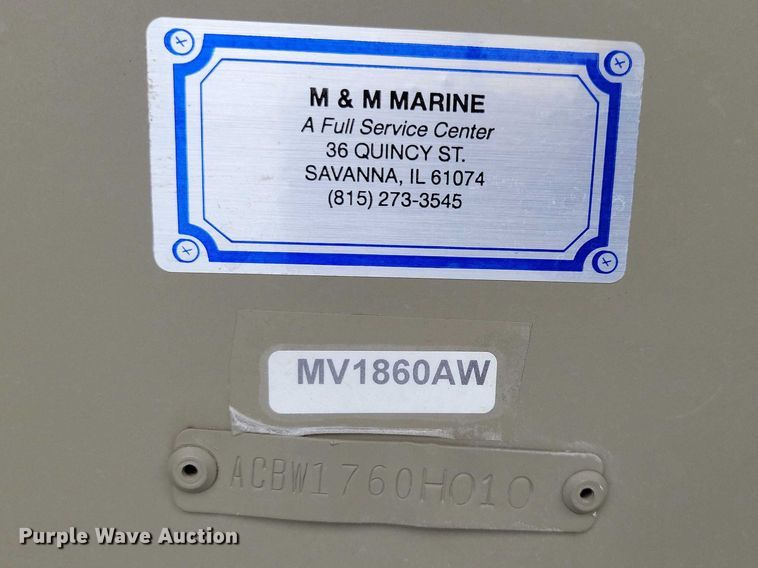 M & M MARINE
A Full Service Center
36 QUINCY ST.
SAVANNA, IL 61074
(815) 273-3545
MV1860AW
ACBW1760H010
Purple Wave Auction